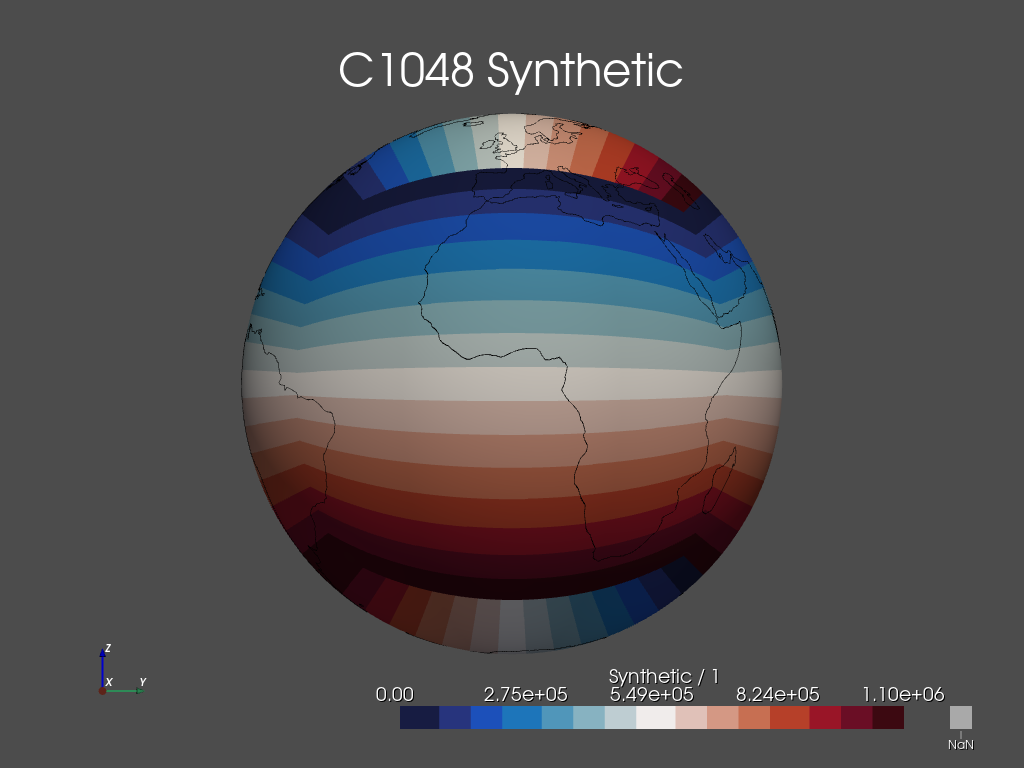 C1048 Synthetic
Z
X Y
Synthetic / 1
0.00 2.75e+05 5.49e+05 8.24e+05 1.10e+06
NaN